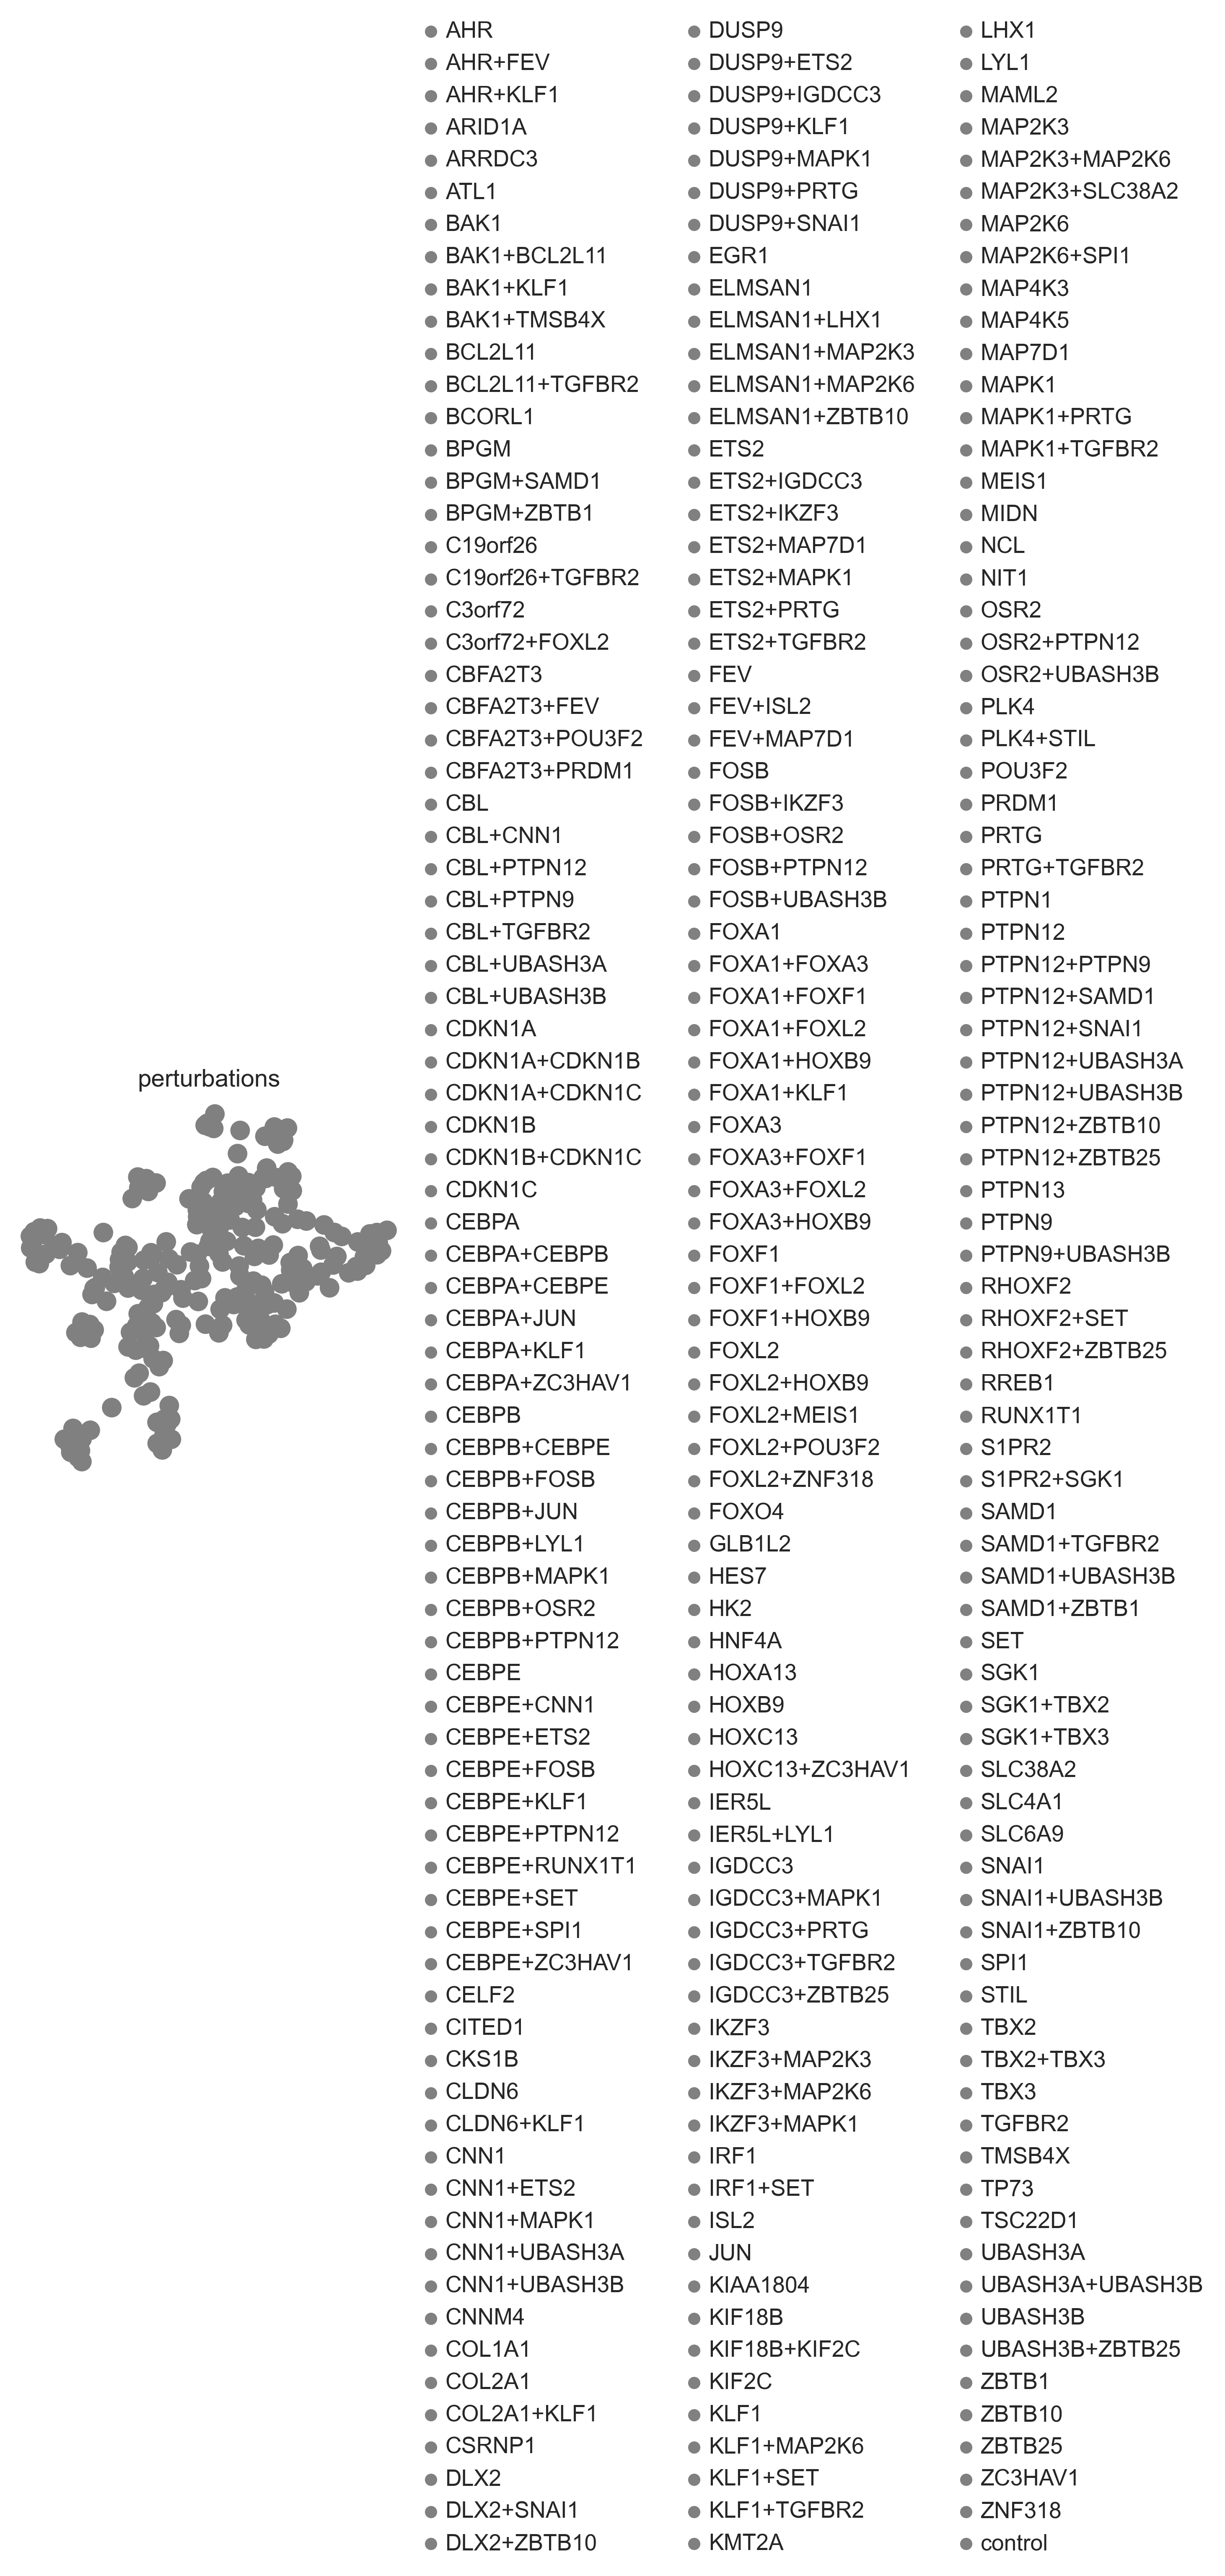 perturbations
AHR
AHR+FEV
AHR+KLF1
ARID1A
ARRDC3
ATL1
BAK1
BAK1+BCL2L11
BAK1+KLF1
BAK1+TMSB4X
BCL2L11
BCL2L11+TGFBR2
BCORL1
BPGM
BPGM+SAMD1
BPGM+ZBTB1
C19orf26
C19orf26+TGFBR2
C3orf72
C3orf72+FOXL2
CBFA2T3
CBFA2T3+FEV
CBFA2T3+POU3F2
CBFA2T3+PRDM1
CBL
CBL+CNN1
CBL+PTPN12
CBL+PTPN9
CBL+TGFBR2
CBL+UBASH3A
CBL+UBASH3B
CDKN1A
CDKN1A+CDKN1B
CDKN1A+CDKN1C
CDKN1B
CDKN1B+CDKN1C
CDKN1C
CEBPA
CEBPA+CEBPB
CEBPA+CEBPE
CEBPA+JUN
CEBPA+KLF1
CEBPA+ZC3HAV1
CEBPB
CEBPB+CEBPE
CEBPB+FOSB
CEBPB+JUN
CEBPB+LYL1
CEBPB+MAPK1
CEBPB+OSR2
CEBPB+PTPN12
CEBPE
CEBPE+CNN1
CEBPE+ETS2
CEBPE+FOSB
CEBPE+KLF1
CEBPE+PTPN12
CEBPE+RUNX1T1
CEBPE+SET
CEBPE+SPI1
CEBPE+ZC3HAV1
CELF2
CITED1
CKS1B
CLDN6
CLDN6+KLF1
CNN1
CNN1+ETS2
CNN1+MAPK1
CNN1+UBASH3A
CNN1+UBASH3B
CNNM4
COL1A1
COL2A1
COL2A1+KLF1
CSRNP1
DLX2
DLX2+SNAI1
DLX2+ZBTB10
DUSP9
DUSP9+ETS2
DUSP9+IGDCC3
DUSP9+KLF1
DUSP9+MAPK1
DUSP9+PRTG
DUSP9+SNAI1
EGR1
ELMSAN1
ELMSAN1+LHX1
ELMSAN1+MAP2K3
ELMSAN1+MAP2K6
ELMSAN1+ZBTB10
ETS2
ETS2+IGDCC3
ETS2+IKZF3
ETS2+MAP7D1
ETS2+MAPK1
ETS2+PRTG
ETS2+TGFBR2
FEV
FEV+ISL2
FEV+MAP7D1
FOSB
FOSB+IKZF3
FOSB+OSR2
FOSB+PTPN12
FOSB+UBASH3B
FOXA1
FOXA1+FOXA3
FOXA1+FOXF1
FOXA1+FOXL2
FOXA1+HOXB9
FOXA1+KLF1
FOXA3
FOXA3+FOXF1
FOXA3+FOXL2
FOXA3+HOXB9
FOXF1
FOXF1+FOXL2
FOXF1+HOXB9
FOXL2
FOXL2+HOXB9
FOXL2+MEIS1
FOXL2+POU3F2
FOXL2+ZNF318
FOXO4
GLB1L2
HES7
HK2
HNF4A
HOXA13
HOXB9
HOXC13
HOXC13+ZC3HAV1
IER5L
IER5L+LYL1
IGDCC3
IGDCC3+MAPK1
IGDCC3+PRTG
IGDCC3+TGFBR2
IGDCC3+ZBTB25
IKZF3
IKZF3+MAP2K3
IKZF3+MAP2K6
IKZF3+MAPK1
IRF1
IRF1+SET
ISL2
JUN
KIAA1804
KIF18B
KIF18B+KIF2C
KIF2C
KLF1
KLF1+MAP2K6
KLF1+SET
KLF1+TGFBR2
KMT2A
LHX1
LYL1
MAML2
MAP2K3
MAP2K3+MAP2K6
MAP2K3+SLC38A2
MAP2K6
MAP2K6+SPI1
MAP4K3
MAP4K5
MAP7D1
MAPK1
MAPK1+PRTG
MAPK1+TGFBR2
MEIS1
MIDN
NCL
NIT1
OSR2
OSR2+PTPN12
OSR2+UBASH3B
PLK4
PLK4+STIL
POU3F2
PRDM1
PRTG
PRTG+TGFBR2
PTPN1
PTPN12
PTPN12+PTPN9
PTPN12+SAMD1
PTPN12+SNAI1
PTPN12+UBASH3A
PTPN12+UBASH3B
PTPN12+ZBTB10
PTPN12+ZBTB25
PTPN13
PTPN9
PTPN9+UBASH3B
RHOXF2
RHOXF2+SET
RHOXF2+ZBTB25
RREB1
RUNX1T1
S1PR2
S1PR2+SGK1
SAMD1
SAMD1+TGFBR2
SAMD1+UBASH3B
SAMD1+ZBTB1
SET
SGK1
SGK1+TBX2
SGK1+TBX3
SLC38A2
SLC4A1
SLC6A9
SNAI1
SNAI1+UBASH3B
SNAI1+ZBTB10
SPI1
STIL
TBX2
TBX2+TBX3
TBX3
TGFBR2
TMSB4X
TP73
TSC22D1
UBASH3A
UBASH3A+UBASH3B
UBASH3B
UBASH3B+ZBTB25
ZBTB1
ZBTB10
ZBTB25
ZC3HAV1
ZNF318
control